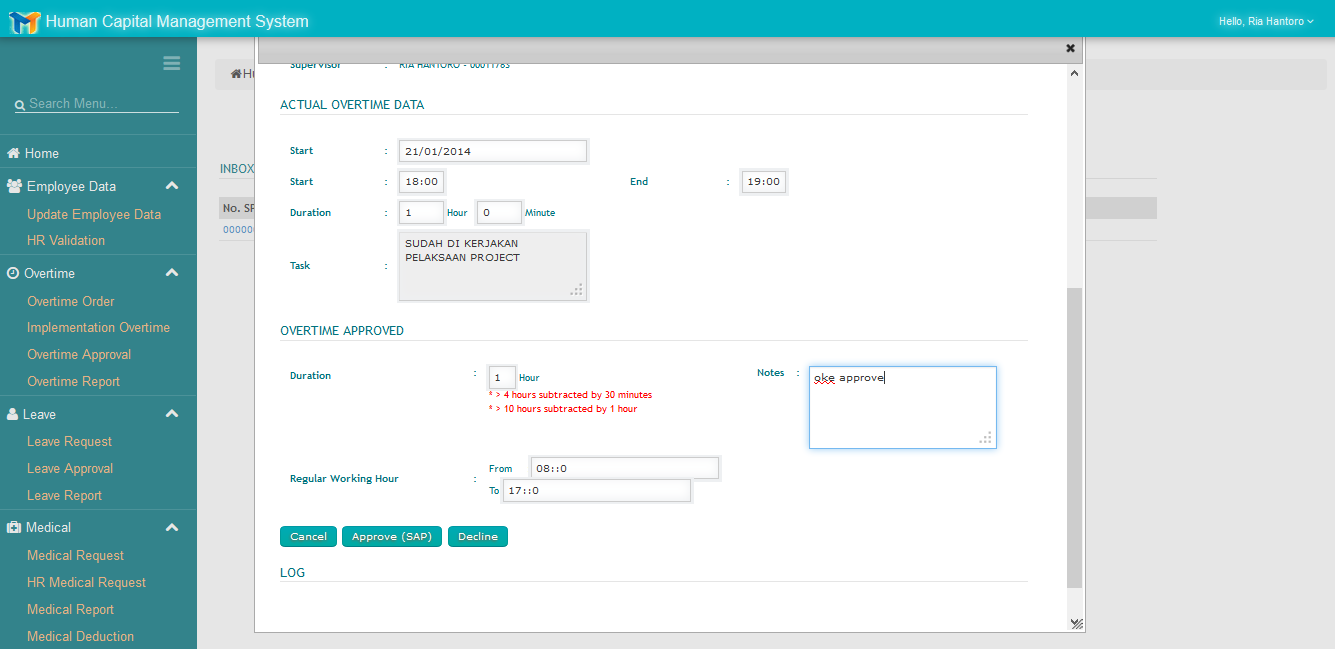 Human Capital Management System
Hello, Ria Hantoro
Search Menu...
Home
Employee Data
Update Employee Data
HR Validation
Overtime
Overtime Order
Implementation Overtime
Overtime Approval
Overtime Report
Leave
Leave Request
Leave Approval
Leave Report
Medical
Medical Request
HR Medical Request
Medical Report
Medical Deduction
INBOX
No.
Supervisor : RIA HANTORO - 00011763
ACTUAL OVERTIME DATA
Start : 21/01/2014
Start : 18:00 End : 19:00
Duration : 1 Hour 0 Minute
Task : SUDAH DI KERJAKAN
PELAKSAAN PROJECT
OVERTIME APPROVED
Duration : 1 Hour
* > 4 hours subtracted by 30 minutes
* > 10 hours subtracted by 1 hour
Notes : oke approve
Regular Working Hour : From 08::0
To 17::0
Cancel Approve (SAP) Decline
LOG